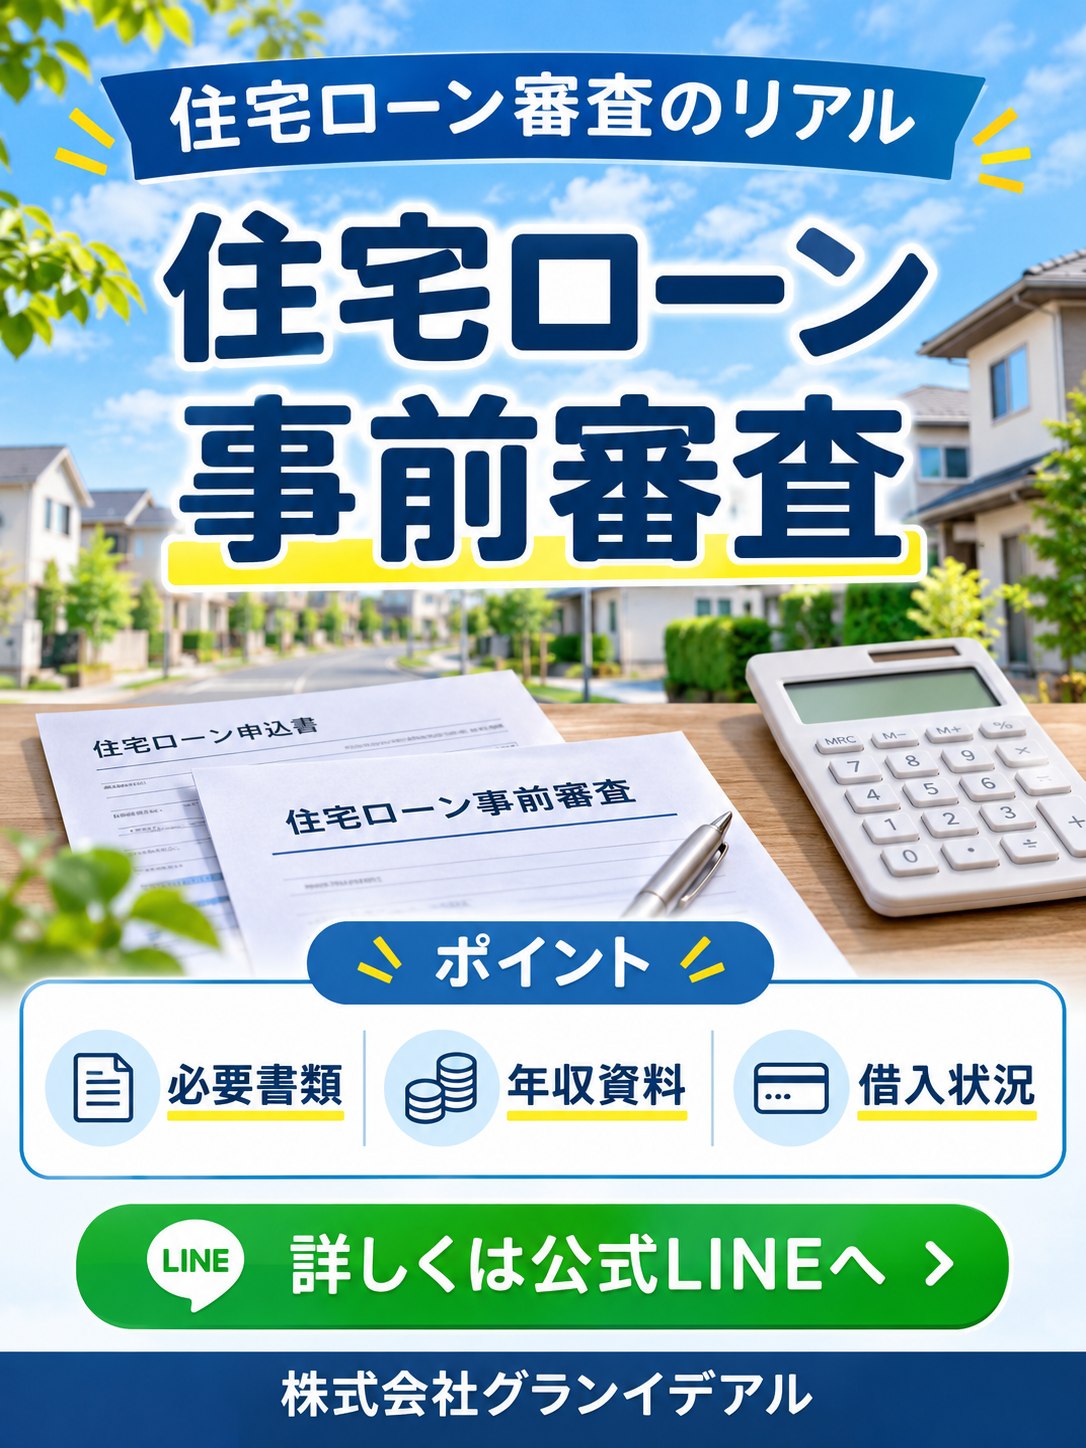 住宅ローン審査のリアル
住宅ローン
事前審査
住宅ローン申込書
住宅ローン事前審査
MRC M− M+ %
7 8 9 ×
4 5 6 −
1 2 3 +
0 • ÷
ポイント
必要書類
年収資料
借入状況
LINE
詳しくは公式LINEへ
株式会社グランイデアル